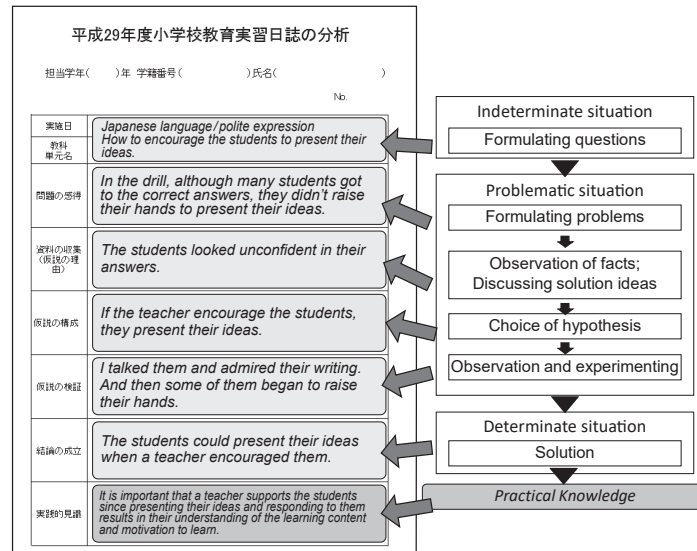 平成29年度小学校教育実習日誌の分析
担当学年(　　)年 学籍番号(　　　　　)氏名(　　　　　　　)
No.
実施日
教科
単元名
Japanese language/polite expression
How to encourage the students to present their
ideas.
問題の感得
In the drill, although many students got
to the correct answers, they didn't raise
their hands to present their ideas.
資料の収集
(仮説の理
由)
The students looked unconfident in their
answers.
仮説の構成
If the teacher encourage the students,
they present their ideas.
仮説の検証
I talked them and admired their writing.
And then some of them began to raise
their hands.
結論の成立
The students could present their ideas
when a teacher encouraged them.
実践的見識
It is important that a teacher supports the students
since presenting their ideas and responding to them
results in their understanding of the learning content
and motivation to learn.
Indeterminate situation
Formulating questions
Problematic situation
Formulating problems
Observation of facts;
Discussing solution ideas
Choice of hypothesis
Observation and experimenting
Determinate situation
Solution
Practical Knowledge